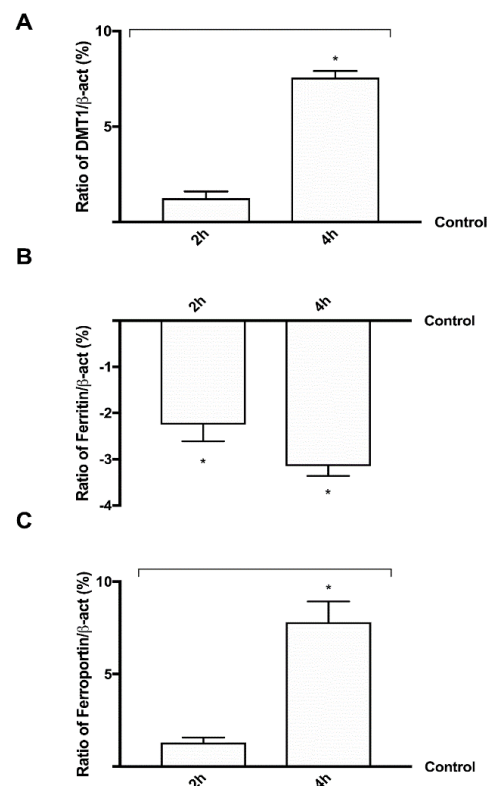 A
Ratio of DMT1/β-act (%)
10
*
5
2h
4h
Control
B
2h
4h
Control
Ratio of Ferritin/β-act (%)
-1
-2
-3
-4
*
*
C
Ratio of Ferroportin/β-act (%)
10
*
5
2h
4h
Control